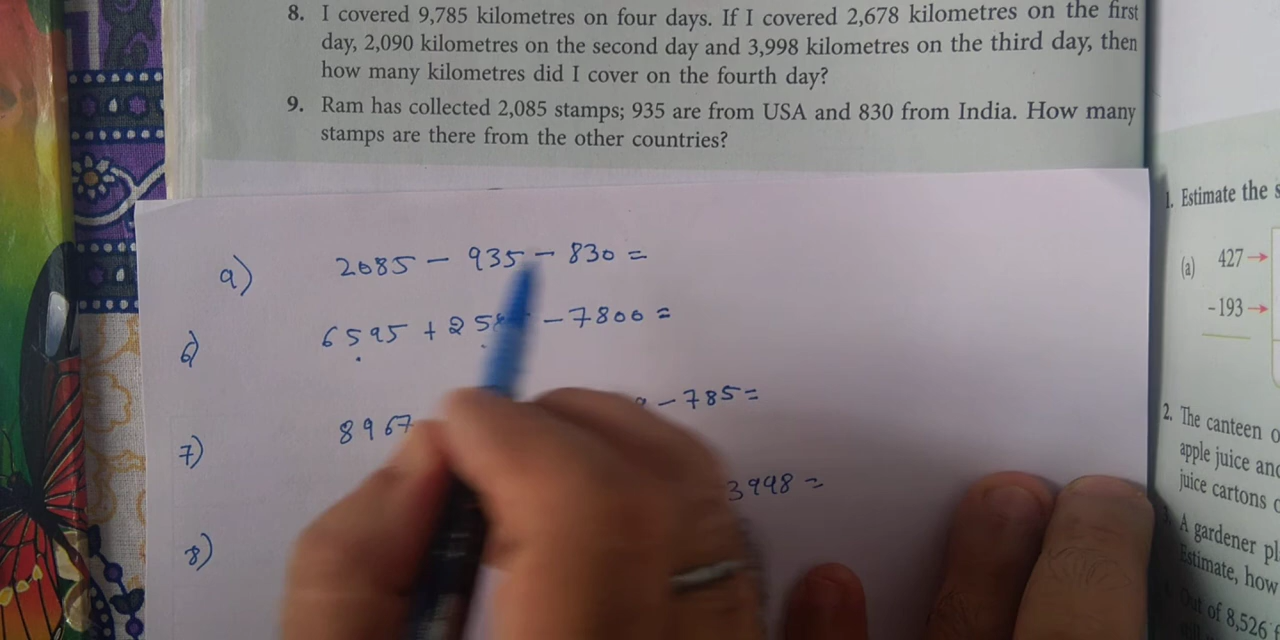 8. I covered 9,785 kilometres on four days. If I covered 2,678 kilometres on the first
day, 2,090 kilometres on the second day and 3,998 kilometres on the third day, then
how many kilometres did I cover on the fourth day?
9. Ram has collected 2,085 stamps; 935 are from USA and 830 from India. How many
stamps are there from the other countries?
9) 2085 - 935 - 830 =
6) 6595 + 25 - 7800 =
7) 8967 - 785 =
8) 3998 =
1. Estimate the
(a) 427 →
-193 →
2. The canteen
apple juice and
juice cartons
A gardener
Estimate, how
Out of 8,526